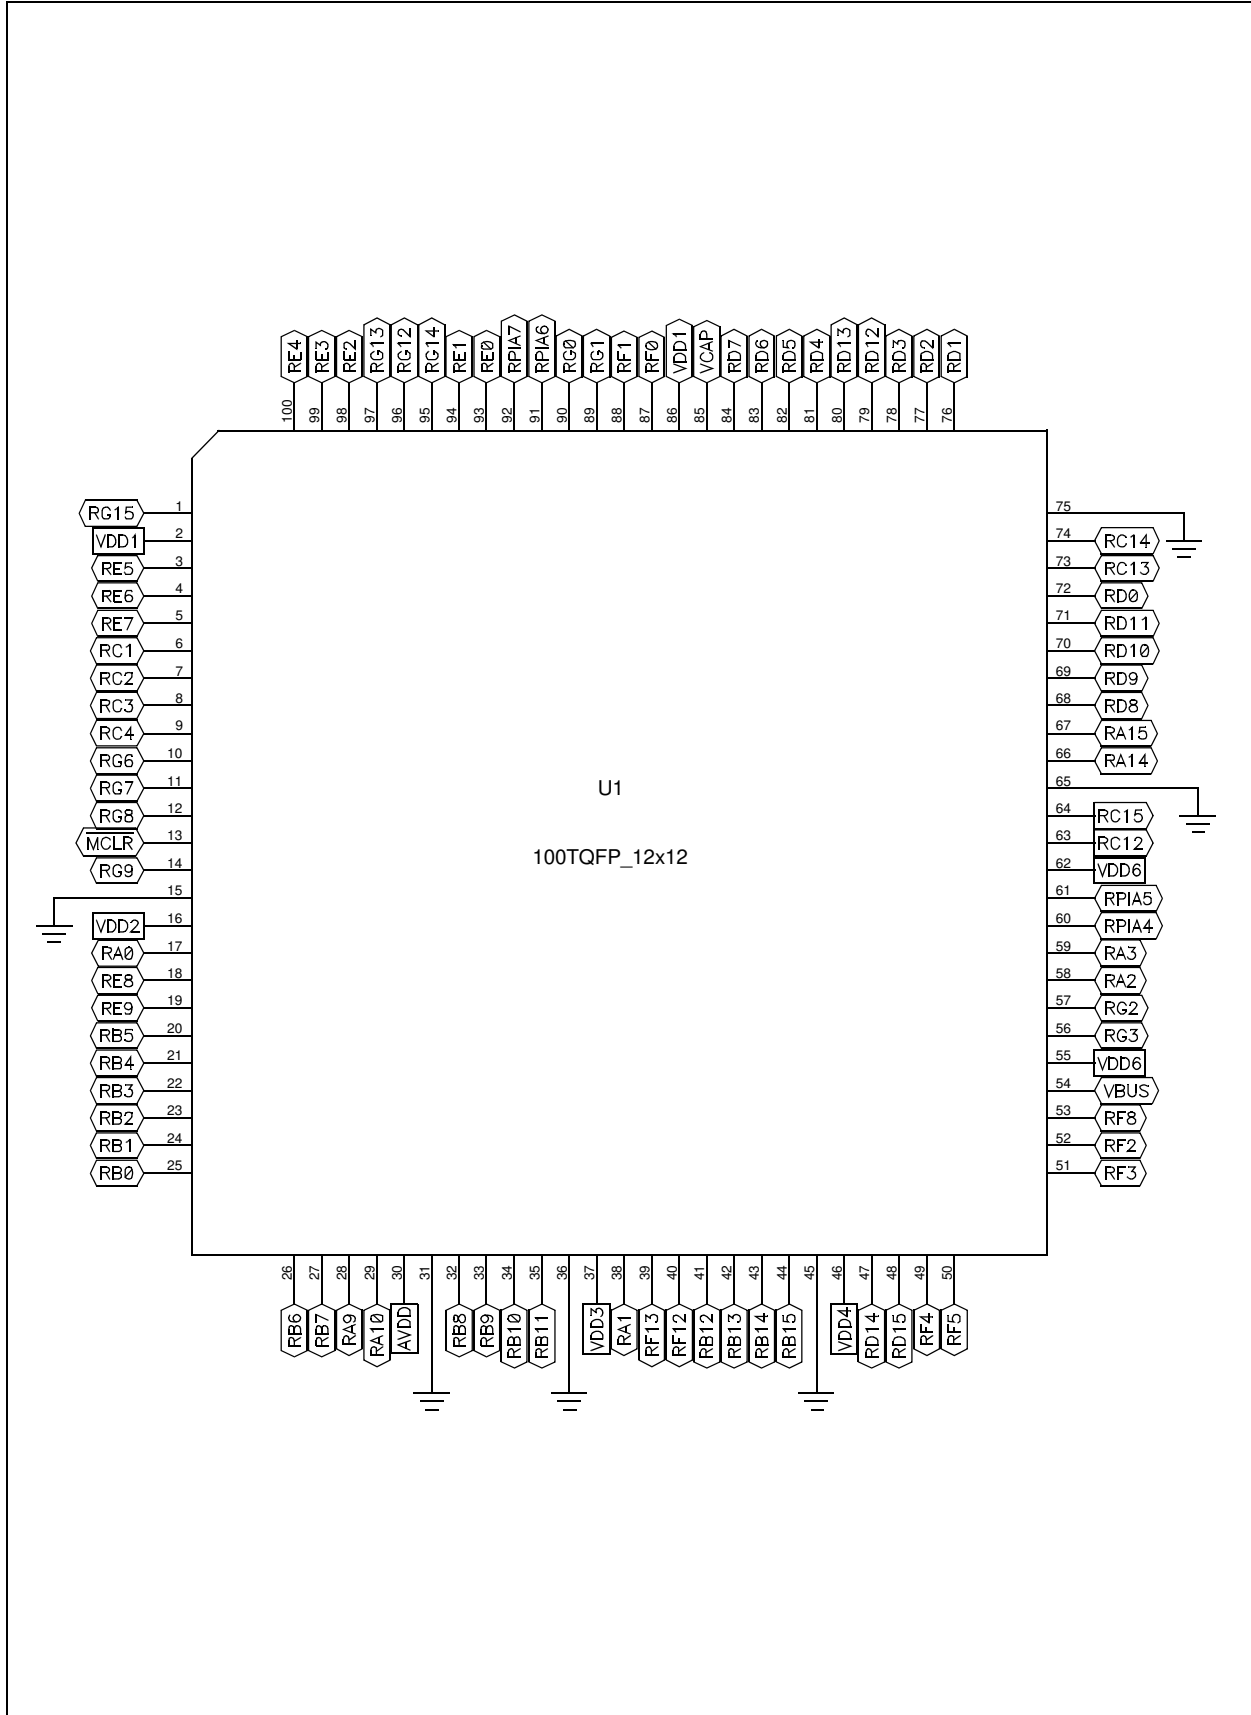 RE4 RE3 RE2 RG13 RG12 RG14 RE1 RE0 RPIA7 RPIA6 RG0 RG1 RF1 RF0 VDD1 VCAP RD7 RD6 RD5 RD4 RD13 RD12 RD3 RD2 RD1
100 99 98 97 96 95 94 93 92 91 90 89 88 87 86 85 84 83 82 81 80 79 78 77 76
RG15 1 75
VDD1 2 74 RC14
RE5 3 73 RC13
RE6 4 72 RD0
RE7 5 71 RD11
RC1 6 70 RD10
RC2 7 69 RD9
RC3 8 68 RD8
RC4 9 67 RA15
RG6 10 66 RA14
RG7 11 65
U1
RG8 12 64 RC15
MCLR 13 63 RC12
100TQFP_12x12
RG9 14 62 VDD6
15 61 RPIA5
VDD2 16 60 RPIA4
RA0 17 59 RA3
RE8 18 58 RA2
RE9 19 57 RG2
RB5 20 56 RG3
RB4 21 55 VDD6
RB3 22 54 VBUS
RB2 23 53 RF8
RB1 24 52 RF2
RB0 25 51 RF3
26 27 28 29 30 31 32 33 34 35 36 37 38 39 40 41 42 43 44 45 46 47 48 49 50
RB6 RB7 RA9 RA10 AVDD RB8 RB9 RB10 RB11 VDD3 RA1 RF13 RF12 RB12 RB13 RB14 RB15 VDD4 RD14 RD15 RF4 RF5